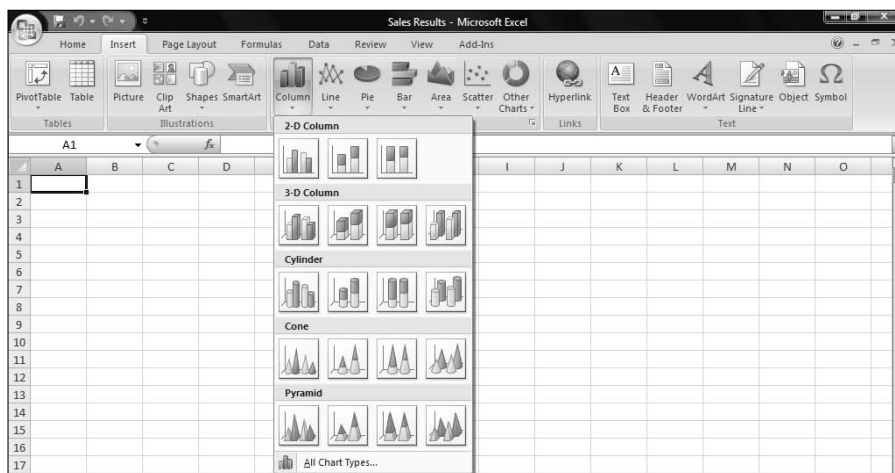 Sales Results - Microsoft Excel
Home Insert Page Layout Formulas Data Review View Add-Ins
PivotTable Table Picture Clip Art Shapes SmartArt Column Line Pie Bar Area Scatter Other Charts Hyperlink Text Box Header & Footer WordArt Signature Line Object Symbol
Tables Illustrations Links Text
A1 fx
2-D Column
A B C D I J K L M N O
3-D Column
Cylinder
Cone
Pyramid
All Chart Types...
1
2
3
4
5
6
7
8
9
10
11
12
13
14
15
16
17